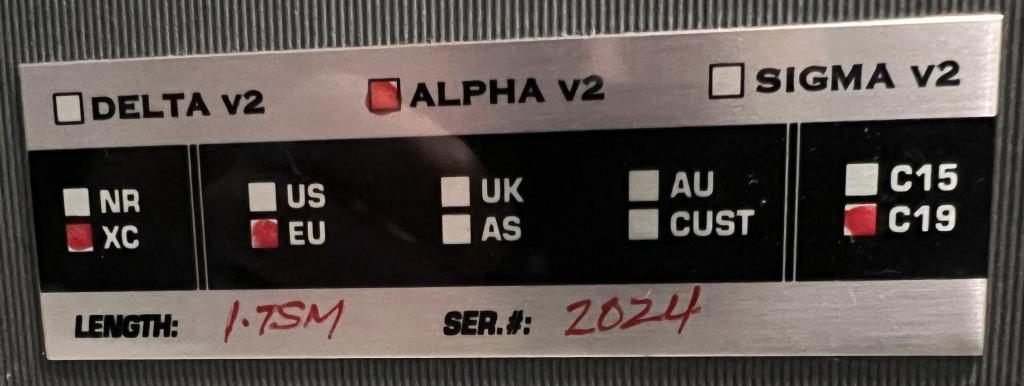 DELTA V2 ALPHA V2 SIGMA V2
NR US UK AU C15
XC EU AS CUST C19
LENGTH: 1.75M SER.#: 2024